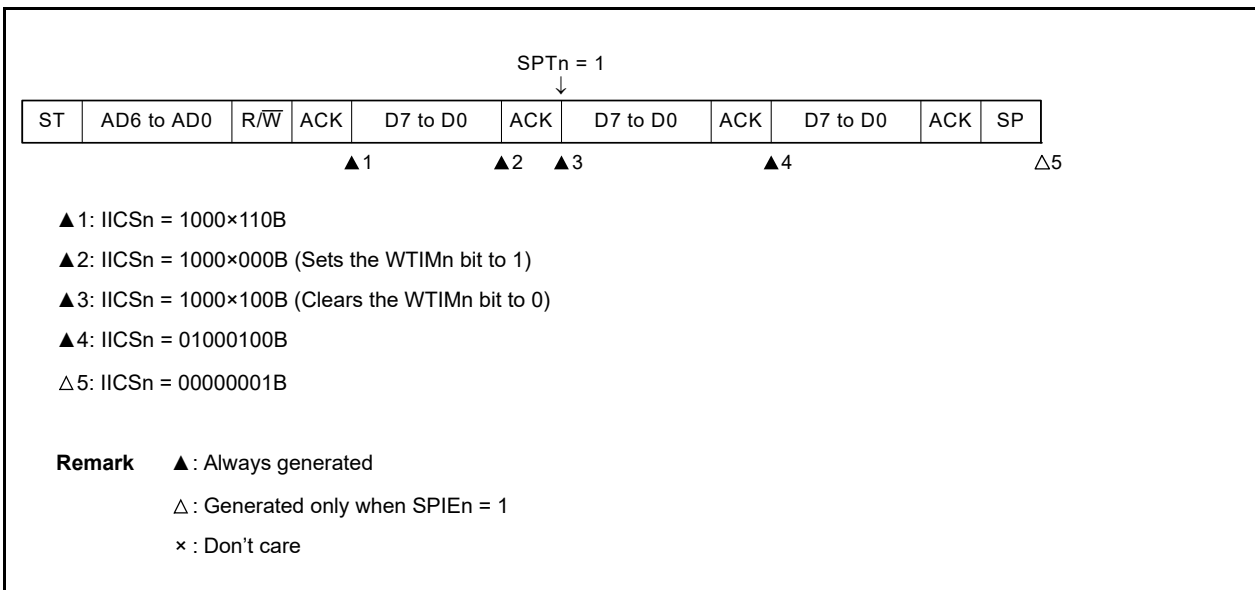 SPTn = 1
↓
ST AD6 to AD0 R/W̅ ACK D7 to D0 ACK D7 to D0 ACK D7 to D0 ACK SP
▲1 ▲2 ▲3 ▲4 △5
▲1: IICSn = 1000×110B
▲2: IICSn = 1000×000B (Sets the WTIMn bit to 1)
▲3: IICSn = 1000×100B (Clears the WTIMn bit to 0)
▲4: IICSn = 01000100B
△5: IICSn = 00000001B
Remark ▲: Always generated
△: Generated only when SPIEn = 1
×: Don’t care